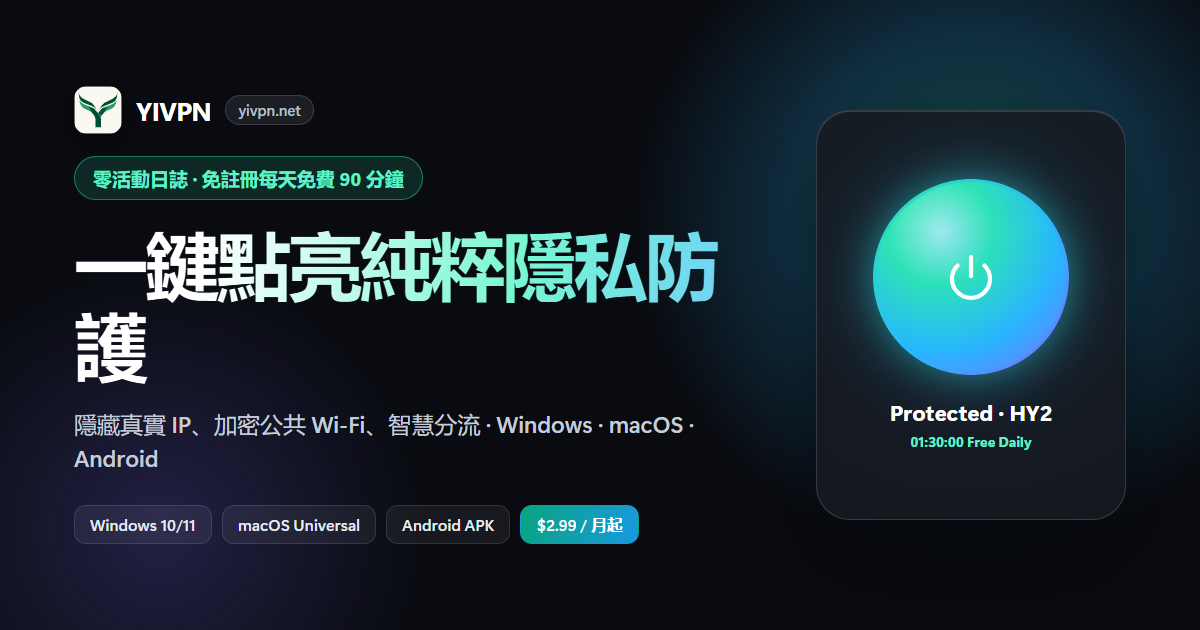 YIVPN
yivpn.net
零活動日誌 · 免註冊每天免費 90 分鐘
一鍵點亮純粹隱私防
護
隱藏真實 IP、加密公共 Wi-Fi、智慧分流 · Windows · macOS ·
Android
Windows 10/11
macOS Universal
Android APK
$2.99 / 月起
Protected · HY2
01:30:00 Free Daily